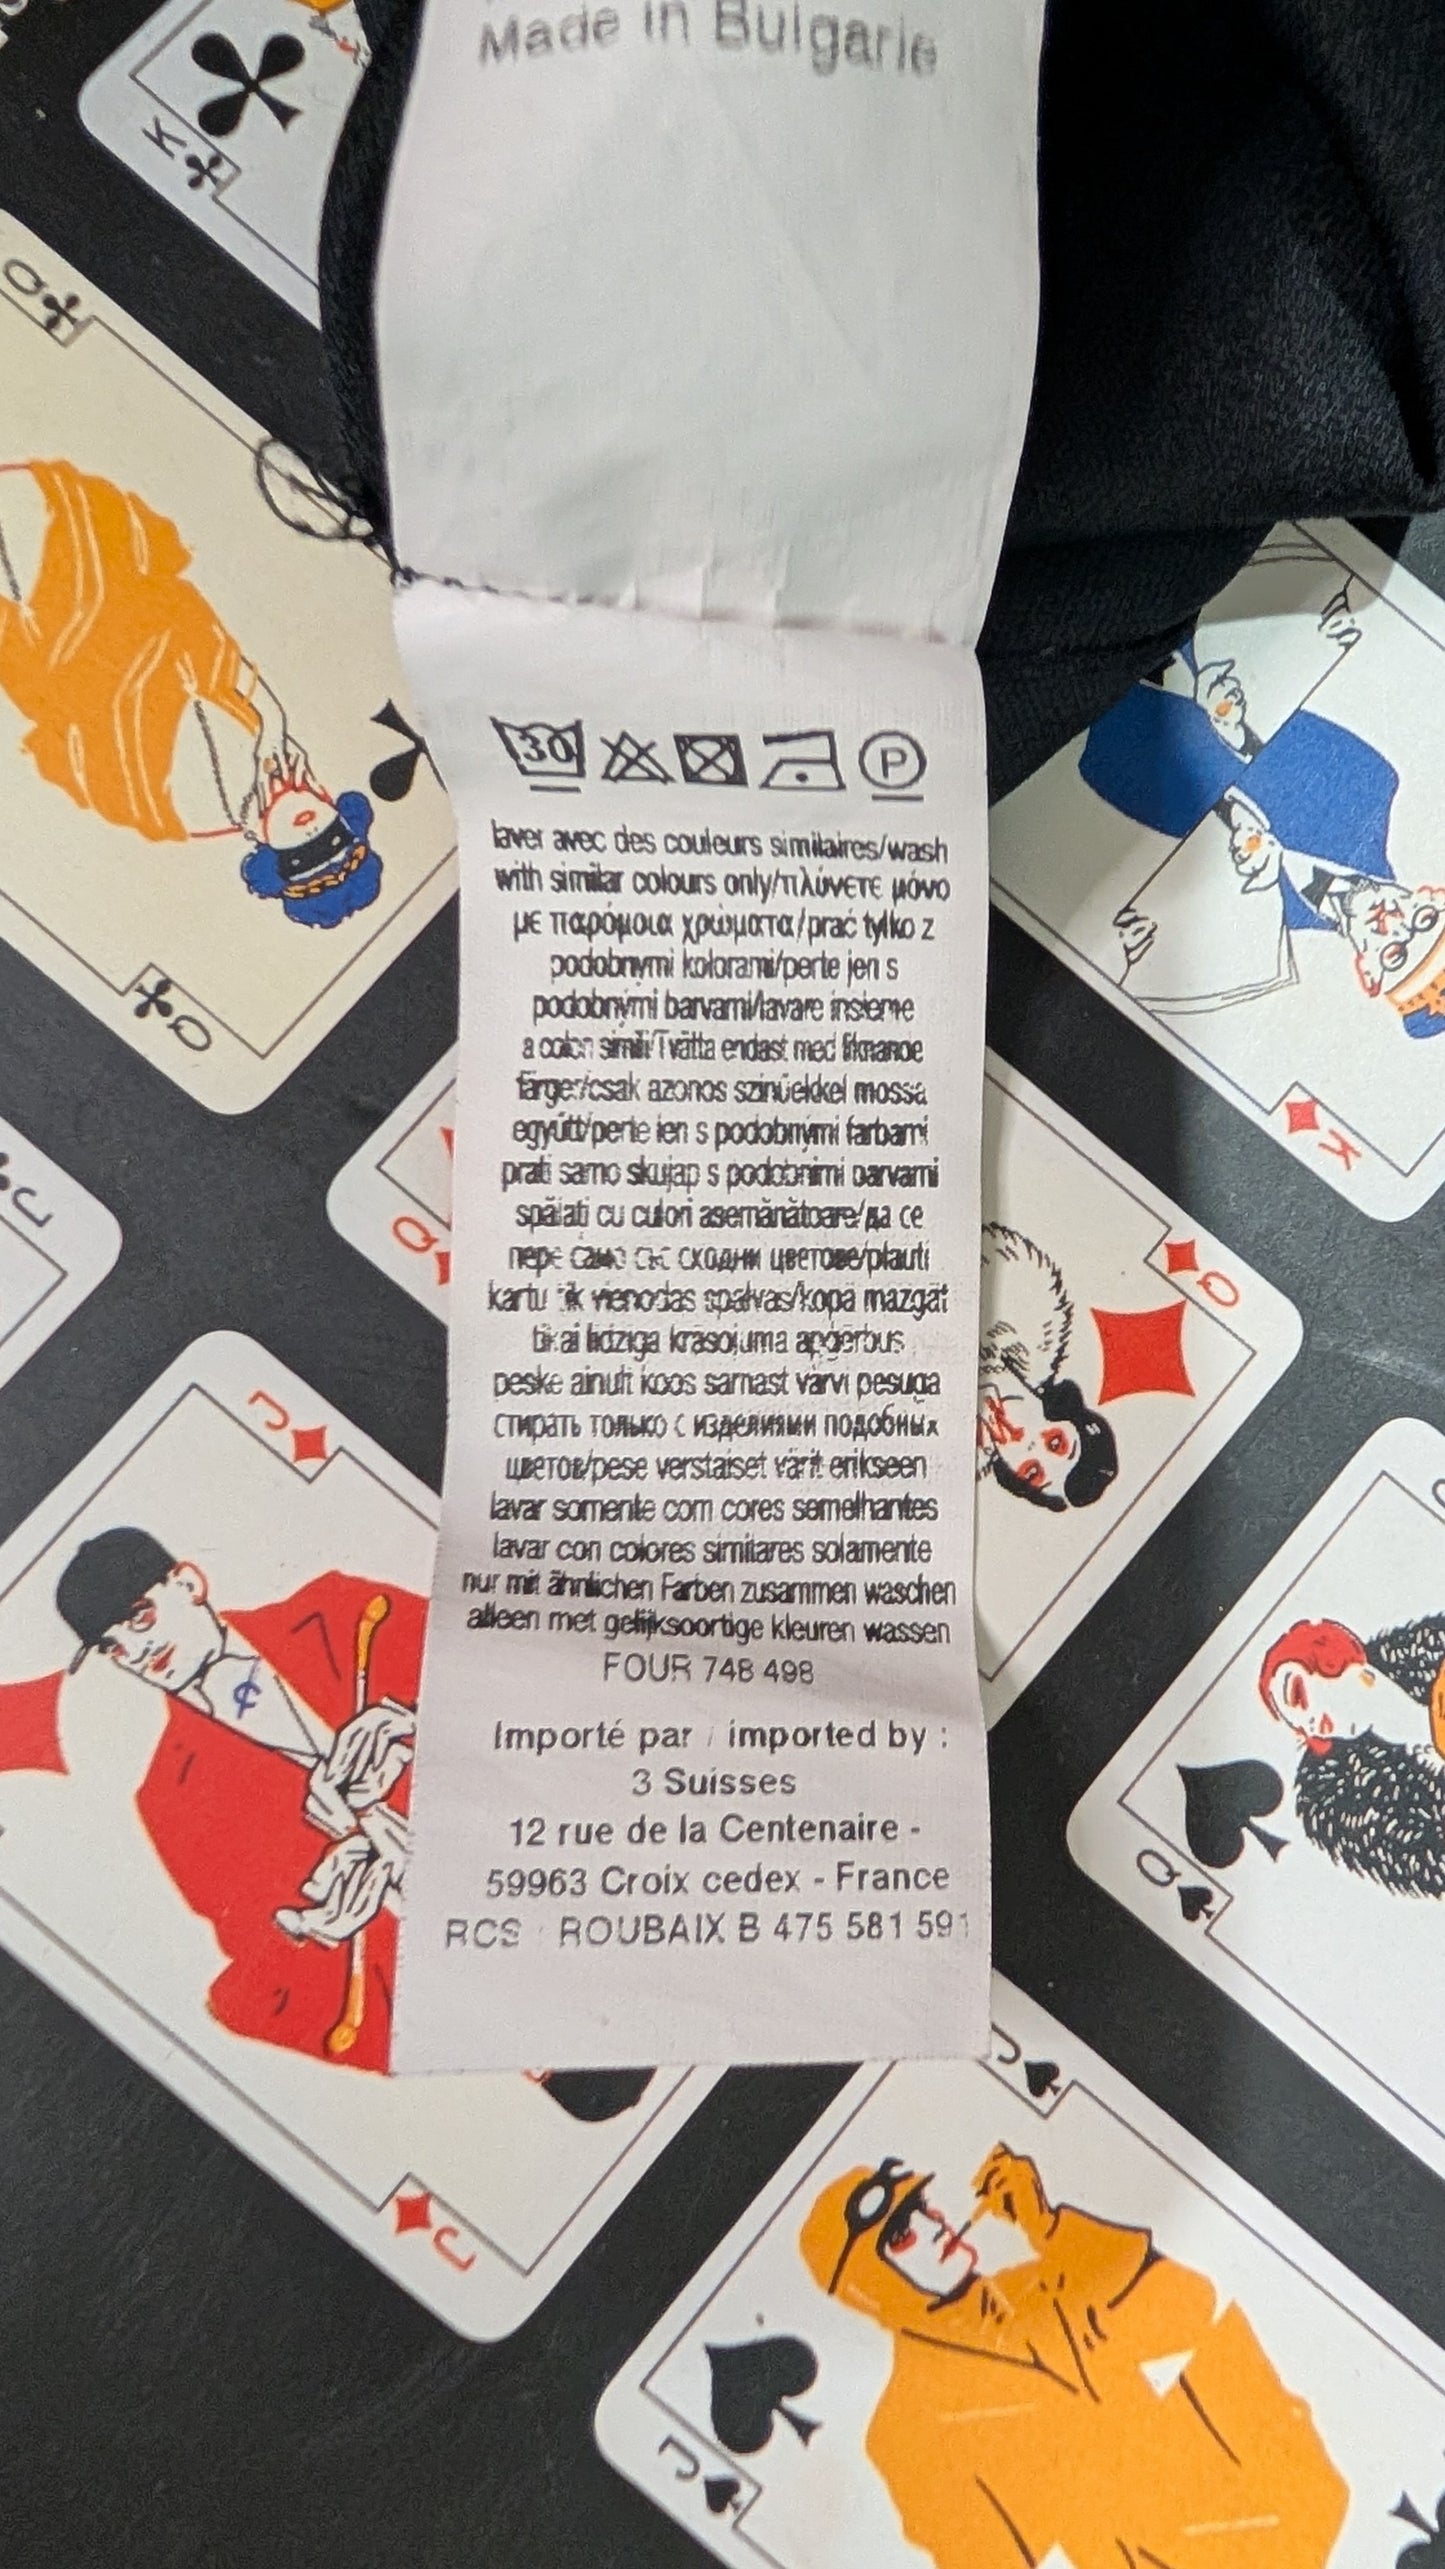 Made in Bulgarie
K
Q
30
P
laver avec des couleurs similaires/wash
with similar colours only/πλύνετε μόνο
με παρόμοια χρώματα/prać tylko z
podobnymi kolorami/perte jen s
podobnými barvami/lavare insieme
a colori simili/Tvätta endast med liknande
färger/csak azonos színűekkel mossa
együtt/perte len s podobnými farbami
prati samo skupaj s podobnimi barvami
spălați cu culori asemănătoare/да се
пере само със сходни цветове/plauti
kartu tik vienodas spalvas/kopā mazgāt
tikai līdzīga krāsojuma apģērbus
peske ainult koos samast värvi pesuga
стирать только с изделиями подобных
цветов/pese verstaiset värit erikseen
lavar somente com cores semelhantes
lavar con colores similares solamente
nur mit ähnlichen Farben zusammen waschen
alleen met gelijksoortige kleuren wassen
FOUR 748 498
Importé par / imported by :
3 Suisses
12 rue de la Centenaire -
59963 Croix cedex - France
RCS ROUBAIX B 475 581 591
Q
K
J
Q
Q
J
¢
Q
J
J
J